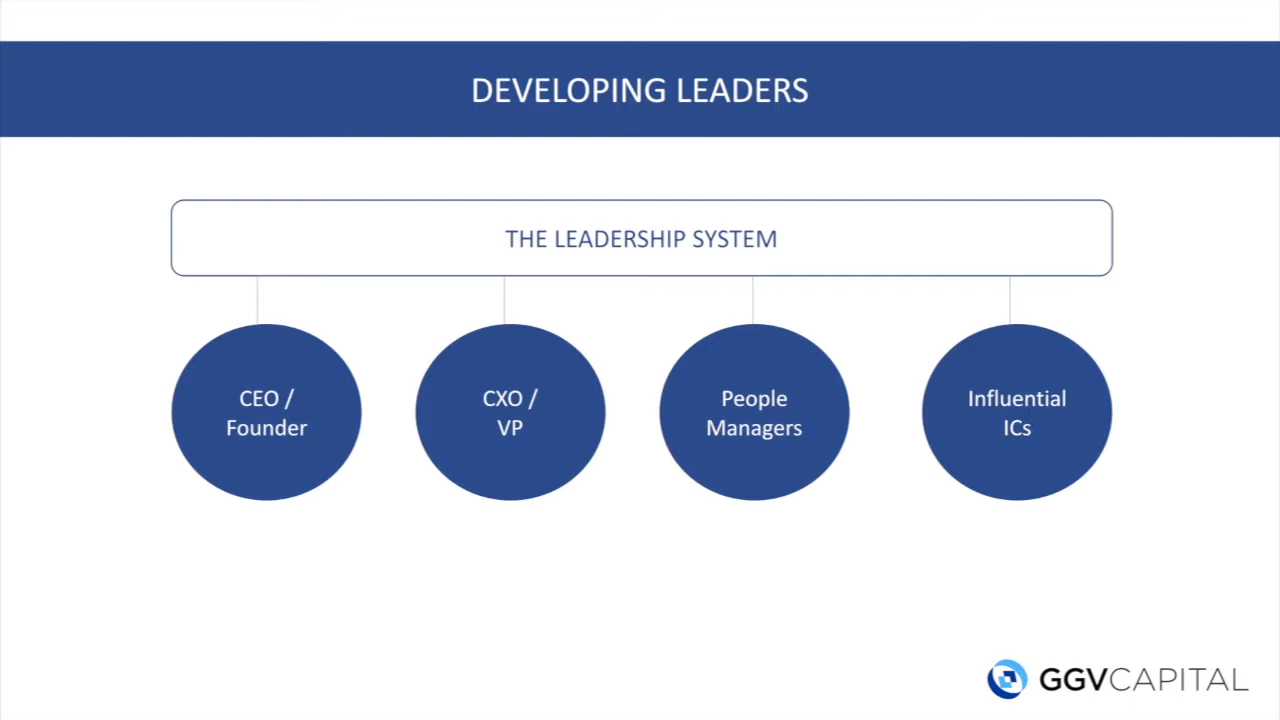 DEVELOPING LEADERS
THE LEADERSHIP SYSTEM
CEO /
Founder
CXO /
VP
People
Managers
Influential
ICs
GGVCAPITAL